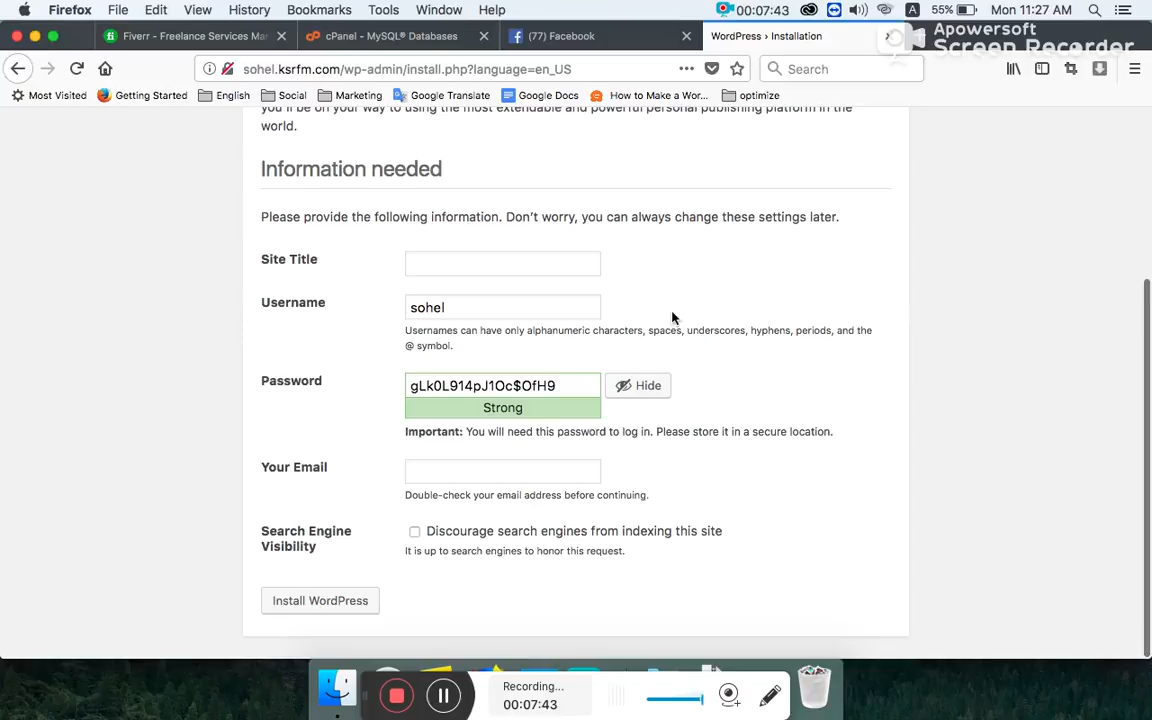 Firefox File Edit View History Bookmarks Tools Window Help 00:07:43 A 55% Mon 11:27 AM
Fiverr - Freelance Services Mar
cPanel - MySQL® Databases
(77) Facebook
WordPress › Installation
Apowersoft
Screen Recorder
sohel.ksrfm.com/wp-admin/install.php?language=en_US
Search
Most Visited Getting Started English Social Marketing Google Translate Google Docs How to Make a Wor... optimize
you'll be on your way to using the most extendable and powerful personal publishing platform in the
world.
Information needed
Please provide the following information. Don't worry, you can always change these settings later.
Site Title
Username
sohel
Usernames can have only alphanumeric characters, spaces, underscores, hyphens, periods, and the
@ symbol.
Password
gLk0L914pJ1Oc$OfH9
Hide
Strong
Important: You will need this password to log in. Please store it in a secure location.
Your Email
Double-check your email address before continuing.
Search Engine
Visibility
Discourage search engines from indexing this site
It is up to search engines to honor this request.
Install WordPress
Recording...
00:07:43